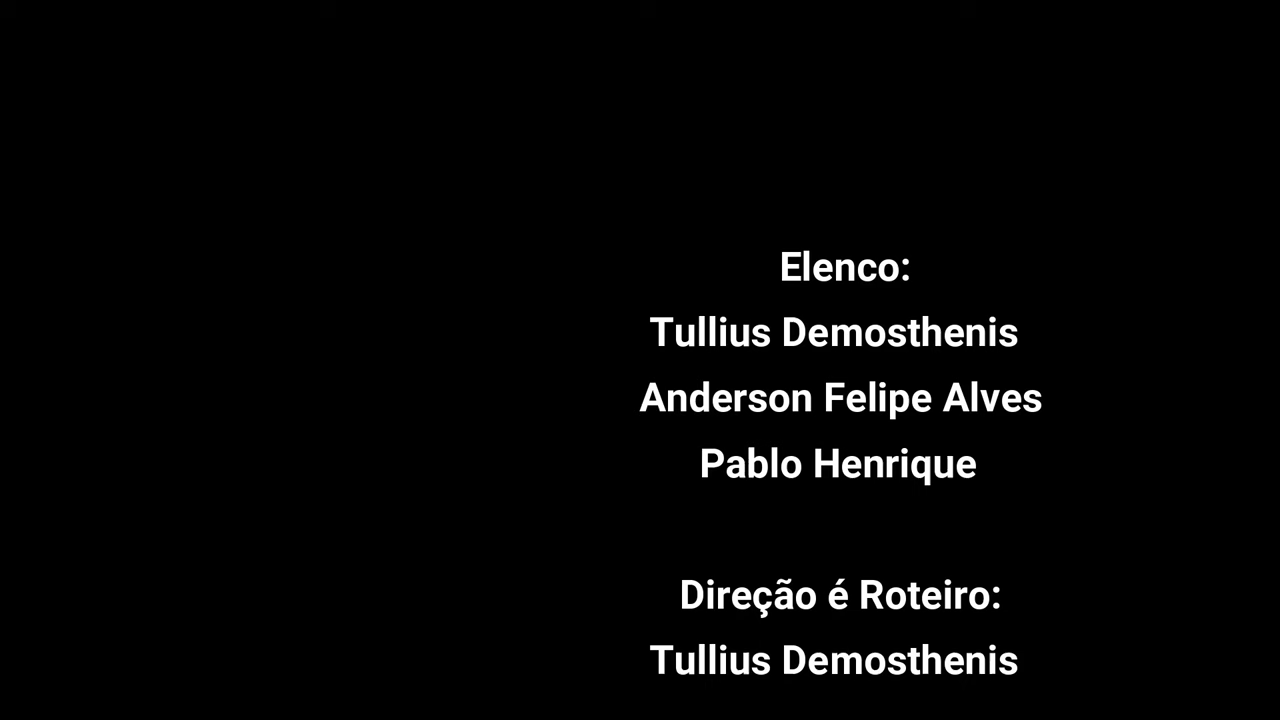 Elenco:
Tullius Demosthenis
Anderson Felipe Alves
Pablo Henrique
Direção é Roteiro:
Tullius Demosthenis